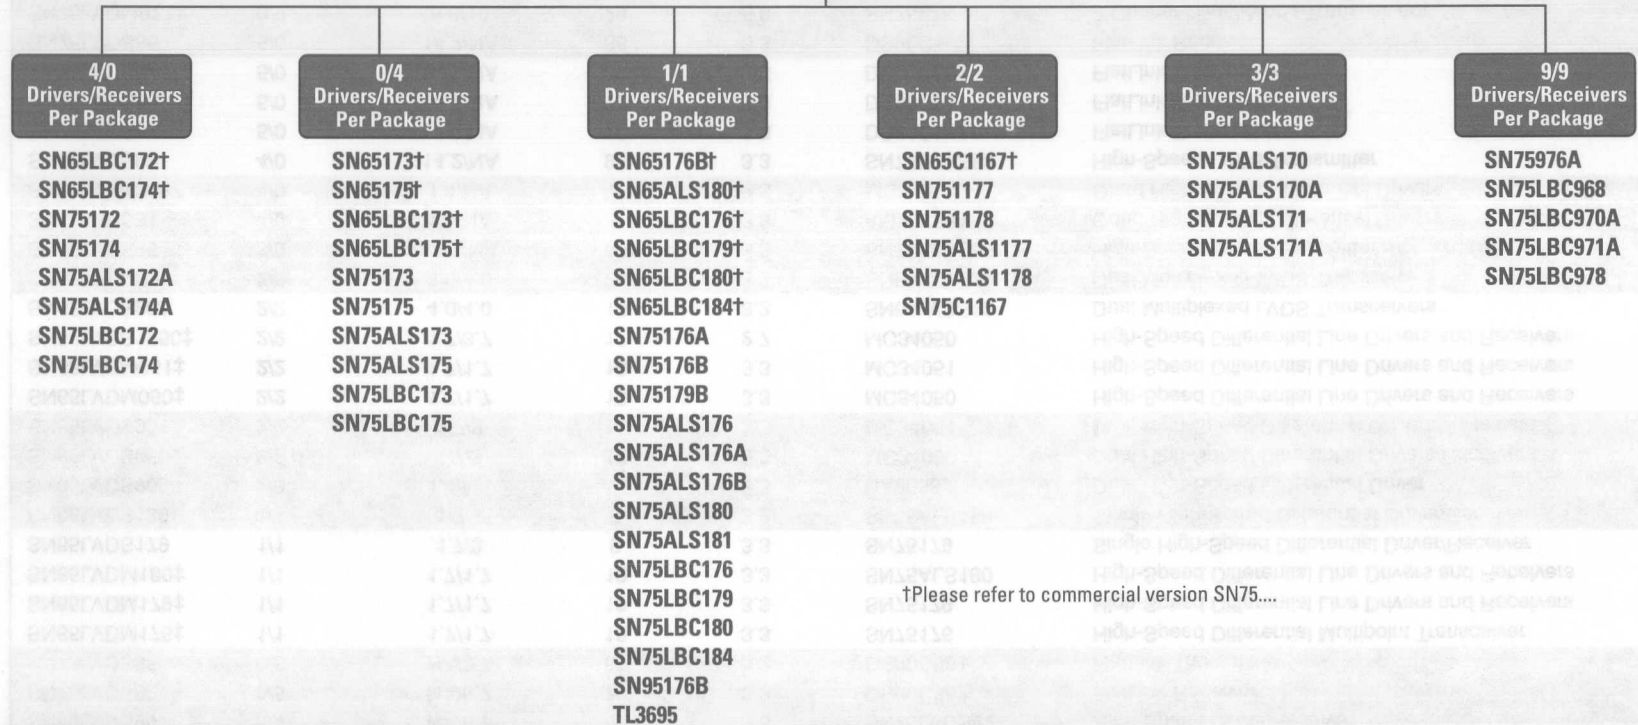 4/0
Drivers/Receivers
Per Package
SN65LBC172†
SN65LBC174†
SN75172
SN75174
SN75ALS172A
SN75ALS174A
SN75LBC172
SN75LBC174
0/4
Drivers/Receivers
Per Package
SN65173†
SN65175†
SN65LBC173†
SN65LBC175†
SN75173
SN75175
SN75ALS173
SN75ALS175
SN75LBC173
SN75LBC175
1/1
Drivers/Receivers
Per Package
SN65176B†
SN65ALS180†
SN65LBC176†
SN65LBC179†
SN65LBC180†
SN65LBC184†
SN75176A
SN75176B
SN75179B
SN75ALS176
SN75ALS176A
SN75ALS176B
SN75ALS180
SN75ALS181
SN75LBC176
SN75LBC179
SN75LBC180
SN75LBC184
SN95176B
TL3695
2/2
Drivers/Receivers
Per Package
SN65C1167†
SN751177
SN751178
SN75ALS1177
SN75ALS1178
SN75C1167
3/3
Drivers/Receivers
Per Package
SN75ALS170
SN75ALS170A
SN75ALS171
SN75ALS171A
9/9
Drivers/Receivers
Per Package
SN75976A
SN75LBC968
SN75LBC970A
SN75LBC971A
SN75LBC978
†Please refer to commercial version SN75....